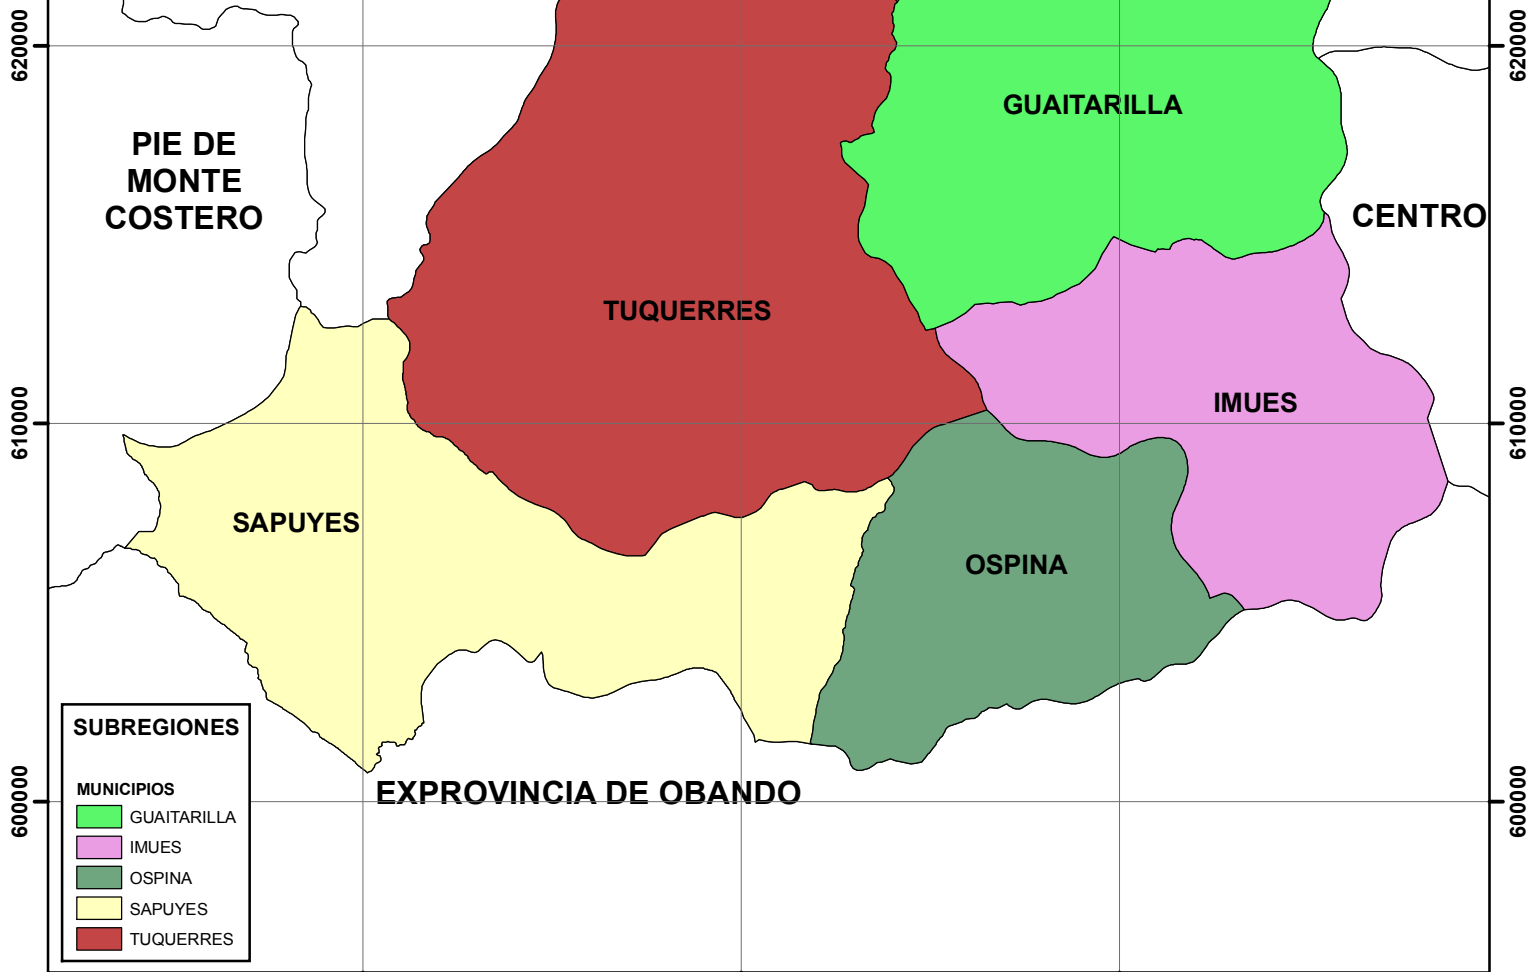 620000
620000
GUAITARILLA
PIE DE
MONTE
COSTERO
CENTRO
TUQUERRES
610000
IMUES
610000
SAPUYES
OSPINA
600000
EXPROVINCIA DE OBANDO
600000
SUBREGIONES
MUNICIPIOS
GUAITARILLA
IMUES
OSPINA
SAPUYES
TUQUERRES